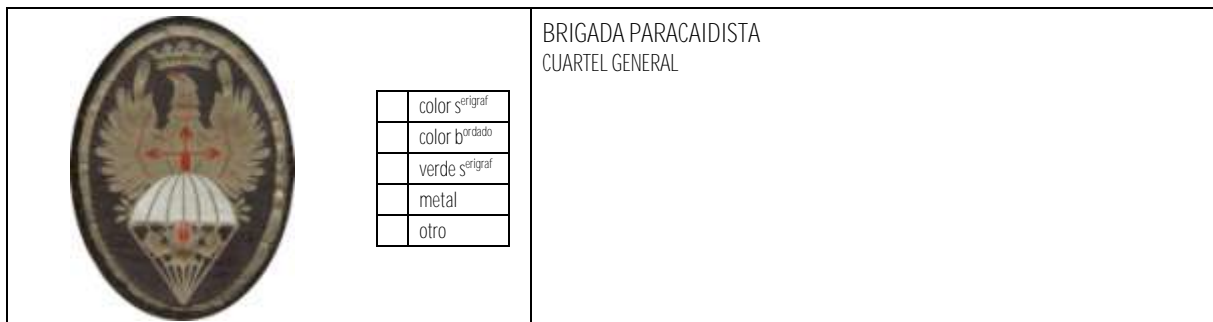 BRIGADA PARACAIDISTA
CUARTEL GENERAL
color serigraf
color bordado
verde serigraf
metal
otro